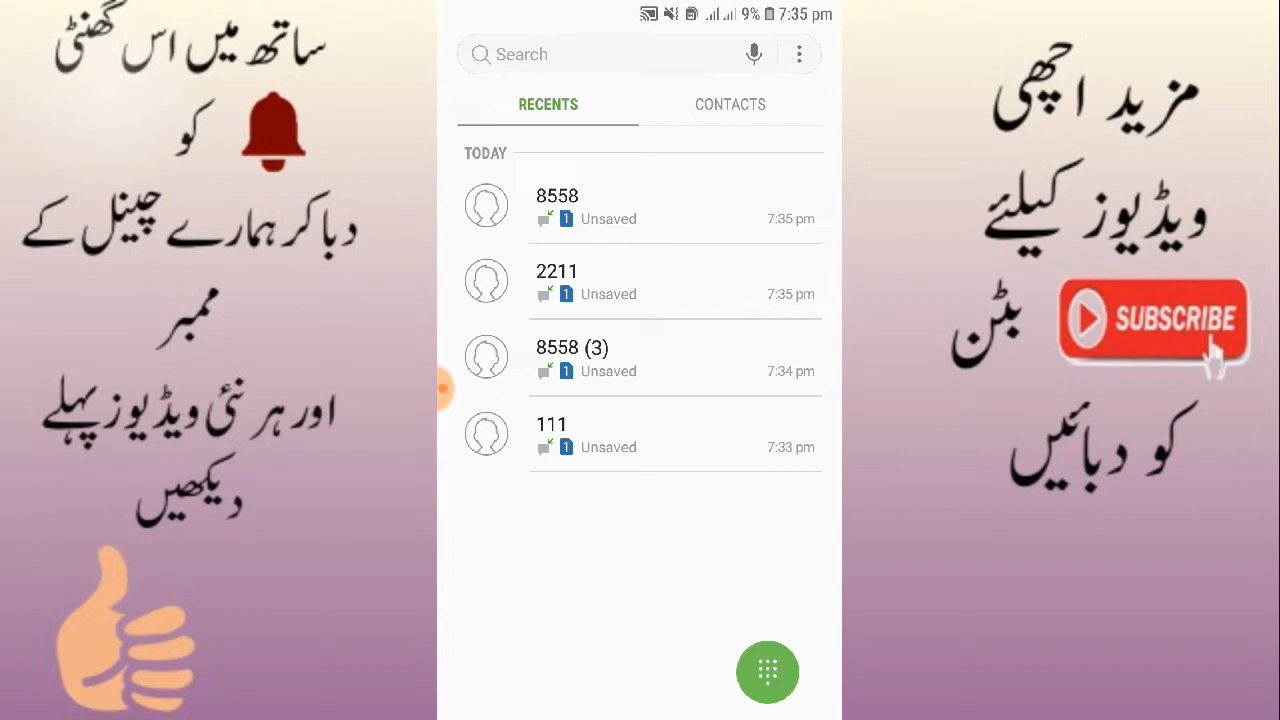 ساتھ میں اس گھنٹی
کو
دبا کر ہمارے چینل کے
ممبر
اور ہر نئی ویڈیوز پہلے
دیکھیں
9% 7:35 pm
Search
RECENTS CONTACTS
TODAY
8558
1 Unsaved 7:35 pm
2211
1 Unsaved 7:35 pm
8558 (3)
1 Unsaved 7:34 pm
111
1 Unsaved 7:33 pm
مزید اچھی
ویڈیوز کیلئے
SUBSCRIBE بٹن
کو دبائیں